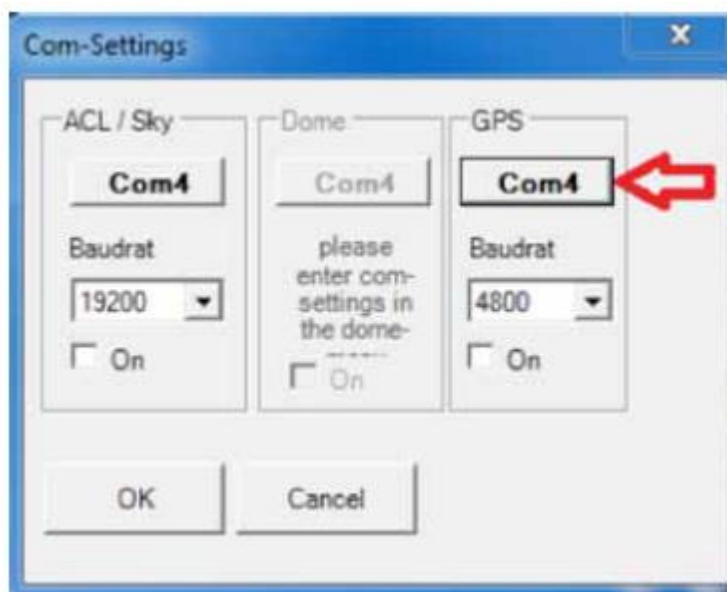 Com-Settings
ACL / Sky
Com4
Baudrat
19200
On
Dome
Com4
please
enter com-
settings in
the dome-
On
GPS
Com4
Baudrat
4800
On
OK
Cancel